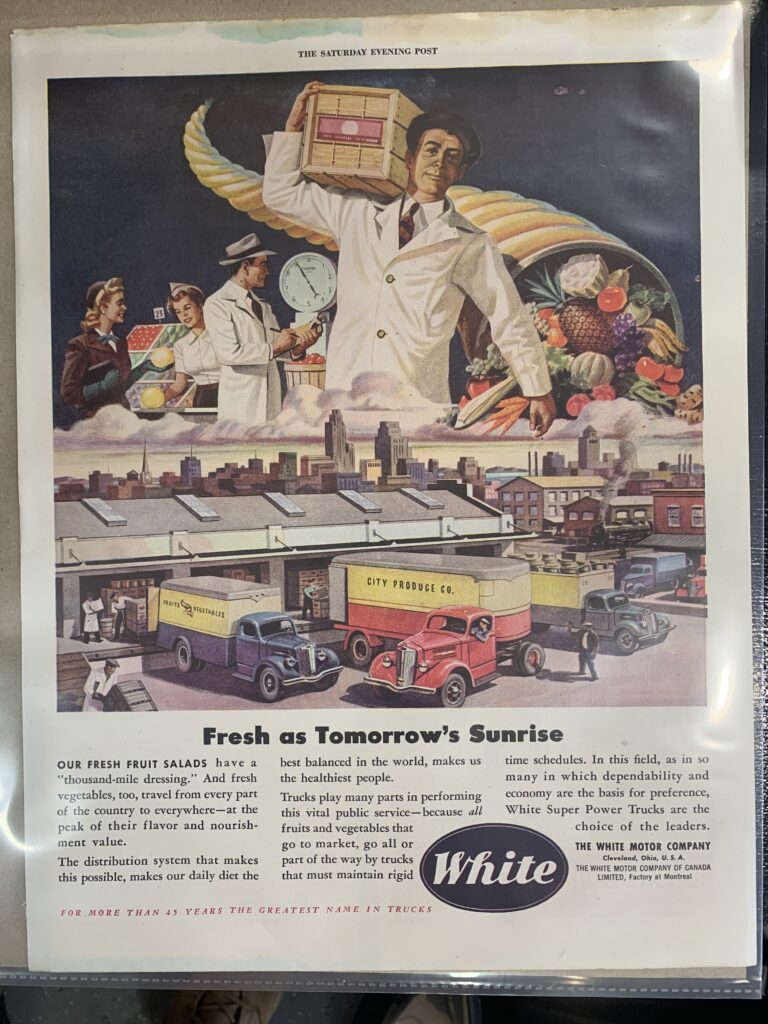 THE SATURDAY EVENING POST
25¢
FRUITS VEGETABLES
CITY PRODUCE CO.
Fresh as Tomorrow's Sunrise
OUR FRESH FRUIT SALADS have a
"thousand-mile dressing." And fresh
vegetables, too, travel from every part
of the country to everywhere—at the
peak of their flavor and nourish-
ment value.
The distribution system that makes
this possible, makes our daily diet the
best balanced in the world, makes us
the healthiest people.
Trucks play many parts in performing
this vital public service—because all
fruits and vegetables that
go to market, go all or
part of the way by trucks
that must maintain rigid
time schedules. In this field, as in so
many in which dependability and
economy are the basis for preference,
White Super Power Trucks are the
choice of the leaders.
White
THE WHITE MOTOR COMPANY
Cleveland, Ohio, U. S. A.
THE WHITE MOTOR COMPANY OF CANADA
LIMITED, Factory at Montreal
FOR MORE THAN 45 YEARS THE GREATEST NAME IN TRUCKS